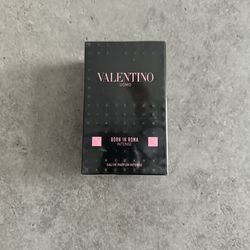 VALENTINO
UOMO
BORN IN ROMA
INTENSE
EAU DE PARFUM INTENSE